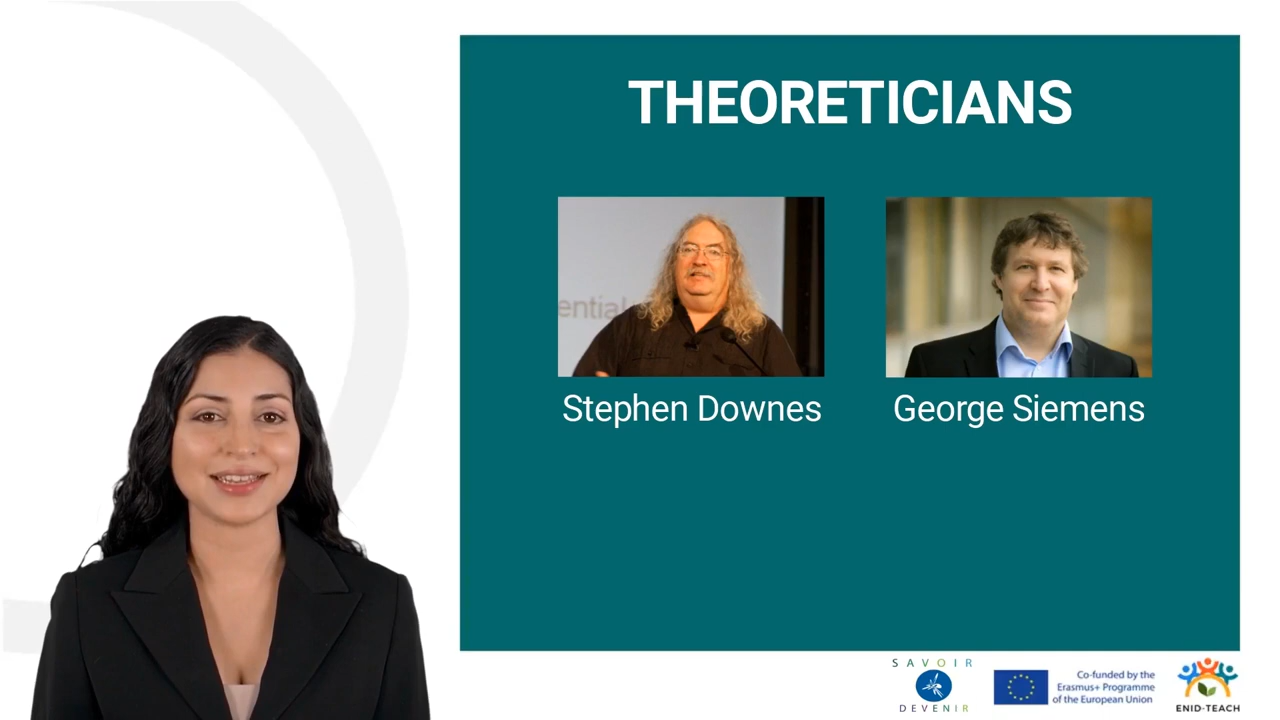 THEORETICIANS
ential
Stephen Downes
George Siemens
SAVOIR
DEVENIR
Co-funded by the
Erasmus+ Programme
of the European Union
ENID-TEACH